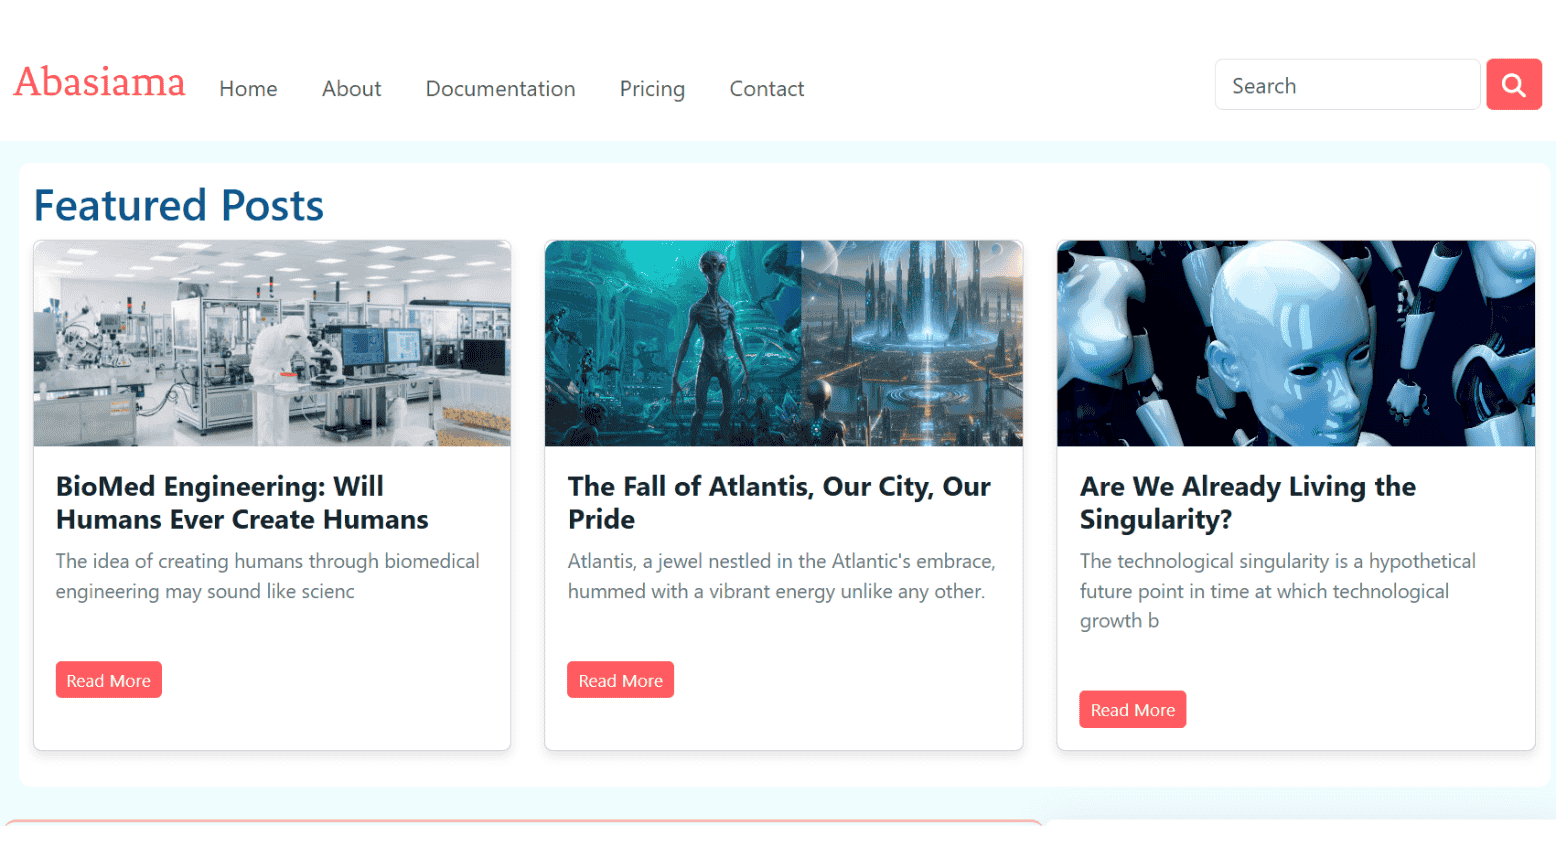 Abasiama
Home
About
Documentation
Pricing
Contact
Search
Featured Posts
BioMed Engineering: Will
Humans Ever Create Humans
The idea of creating humans through biomedical
engineering may sound like scienc
Read More
The Fall of Atlantis, Our City, Our
Pride
Atlantis, a jewel nestled in the Atlantic's embrace,
hummed with a vibrant energy unlike any other.
Read More
Are We Already Living the
Singularity?
The technological singularity is a hypothetical
future point in time at which technological
growth b
Read More